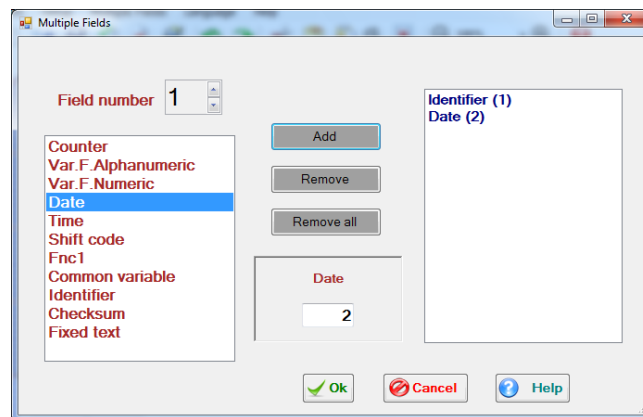 Multiple Fields
Field number 1
Counter
Var.F.Alphanumeric
Var.F.Numeric
Date
Time
Shift code
Fnc1
Common variable
Identifier
Checksum
Fixed text
Add
Remove
Remove all
Date
2
Identifier (1)
Date (2)
Ok
Cancel
? Help